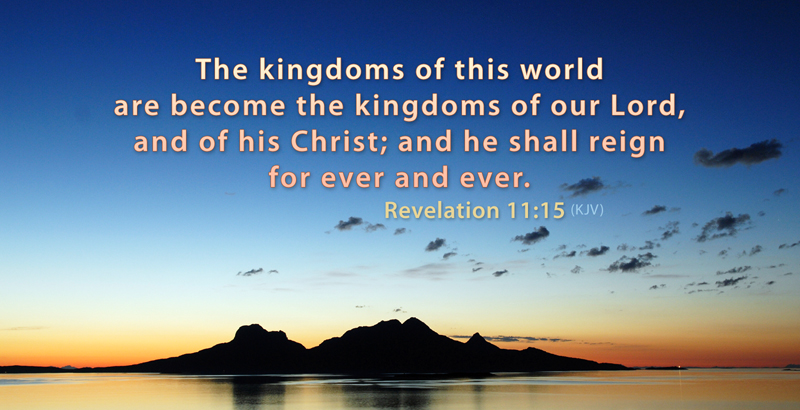 The kingdoms of this world
are become the kingdoms of our Lord,
and of his Christ; and he shall reign
for ever and ever.
Revelation 11:15 (KJV)